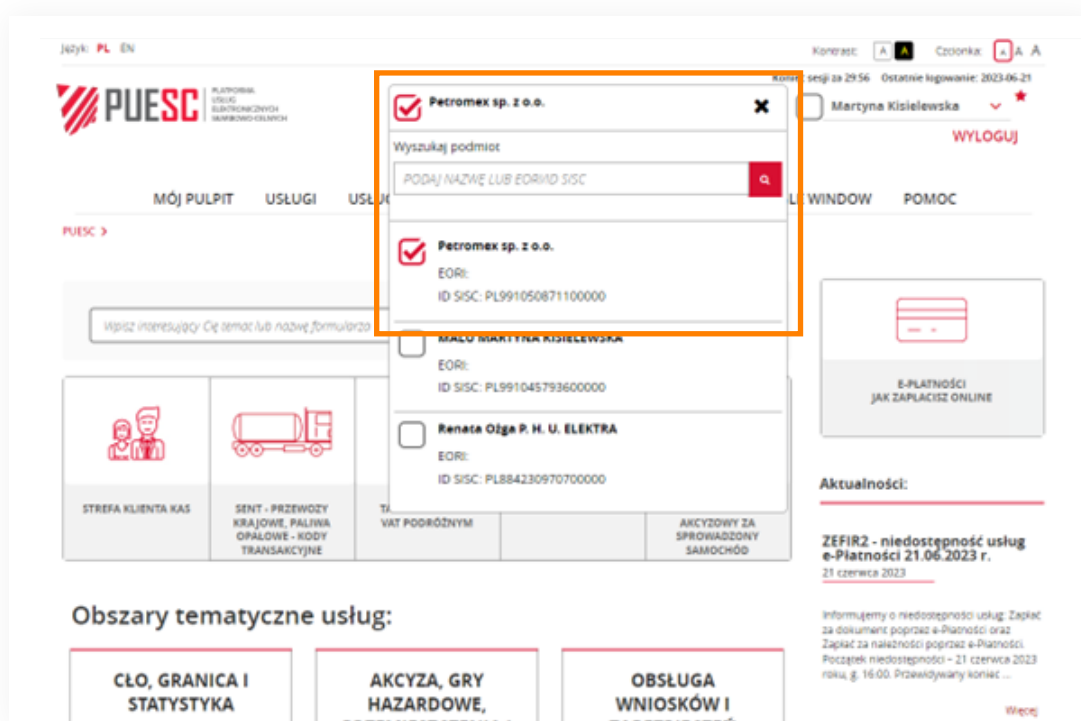 Język: PL EN
Kontrast: A A Czcionka: A A A
Koniec sesji za 29:56 Ostatnie logowanie: 2023-06-21
PUESC
PLATFORMA
USŁUG
ELEKTRONICZNYCH
SKARBOWO-CELNYCH
Petromex sp. z o.o.
Martyna Kisielewska
WYLOGUJ
Wyszukaj podmiot
PODAJ NAZWĘ LUB EORI/ID SISC
MÓJ PULPIT USŁUGI WINDOW POMOC
PUESC >
Petromex sp. z o.o.
EORI:
ID SISC: PL991050871100000
MALU MARTYNA KISIELEWSKA
EORI:
ID SISC: PL991045793600000
Renata Ożga P. H. U. ELEKTRA
EORI:
ID SISC: PL884230970700000
Wpisz interesujący Cię temat lub nazwę formularza
E-PŁATNOŚCI
JAK ZAPŁACISZ ONLINE
STREFA KLIENTA KAS
SENT - PRZEWOZY
KRAJOWE, PALIWA
OPAŁOWE - KODY
TRANSAKCYJNE
VAT PODRÓŻNYM
AKCYZOWY ZA
SPROWADZONY
SAMOCHÓD
Aktualności:
ZEFIR2 - niedostępność usług
e-Płatności 21.06.2023 r.
21 czerwca 2023
Informujemy o niedostępności usług: Zapłać
za dokument poprzez e-Płatności oraz
Zapłać za należności poprzez e-Płatności.
Początek niedostępności – 21 czerwca 2023
roku, g. 16:00. Przewidywany koniec ...
Więcej
Obszary tematyczne usług:
CŁO, GRANICA I
STATYSTYKA
AKCYZA, GRY
HAZARDOWE,
OBSŁUGA
WNIOSKÓW I